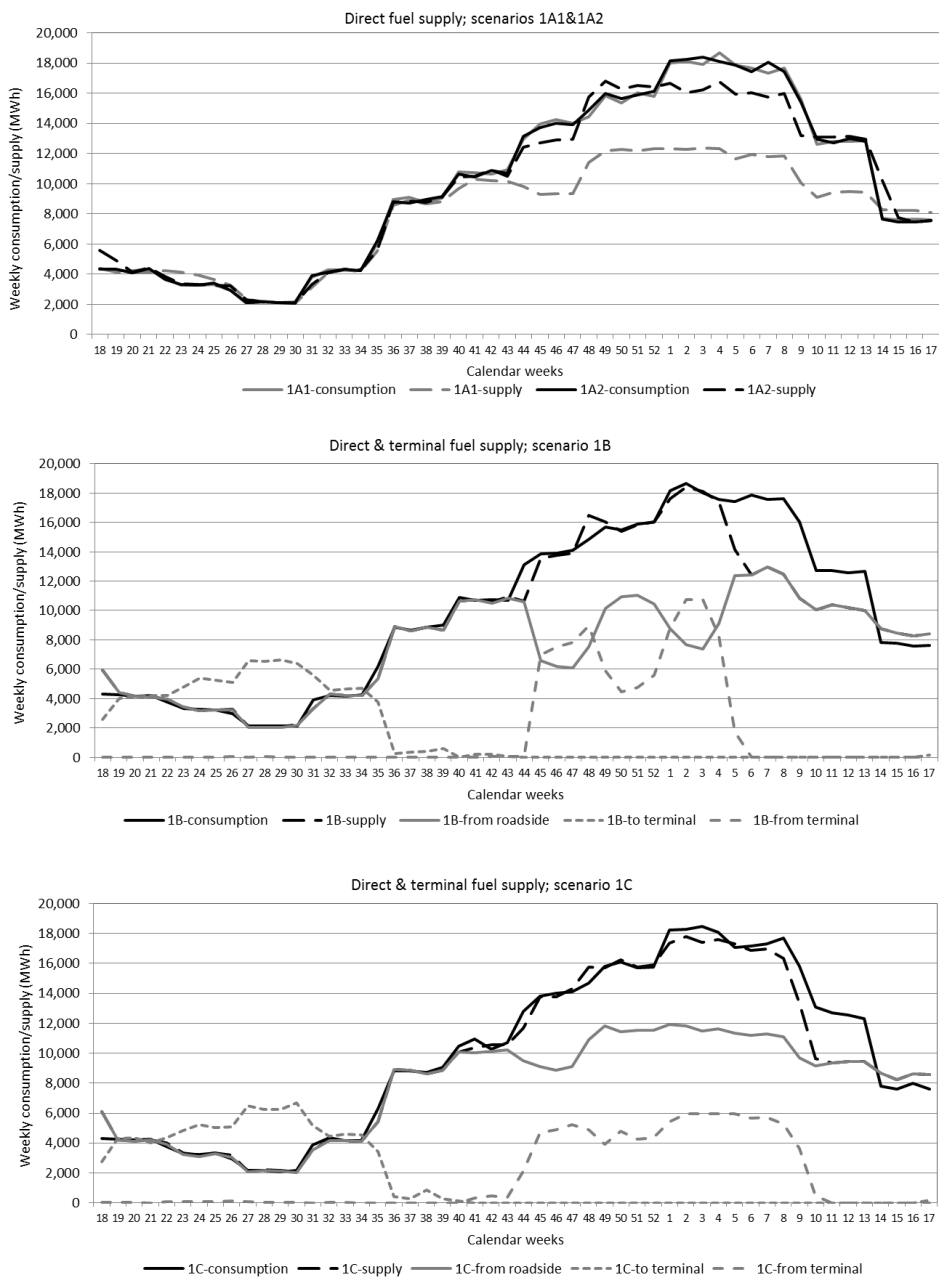 Direct fuel supply; scenarios 1A1&1A2
Weekly consumption/supply (MWh)
20,000
18,000
16,000
14,000
12,000
10,000
8,000
6,000
4,000
2,000
0
18 19 20 21 22 23 24 25 26 27 28 29 30 31 32 33 34 35 36 37 38 39 40 41 42 43 44 45 46 47 48 49 50 51 52 1 2 3 4 5 6 7 8 9 10 11 12 13 14 15 16 17
Calendar weeks
1A1-consumption 1A1-supply 1A2-consumption 1A2-supply
Direct & terminal fuel supply; scenario 1B
Weekly consumption/supply (MWh)
20,000
18,000
16,000
14,000
12,000
10,000
8,000
6,000
4,000
2,000
0
18 19 20 21 22 23 24 25 26 27 28 29 30 31 32 33 34 35 36 37 38 39 40 41 42 43 44 45 46 47 48 49 50 51 52 1 2 3 4 5 6 7 8 9 10 11 12 13 14 15 16 17
Calendar weeks
1B-consumption 1B-supply 1B-from roadside 1B-to terminal 1B-from terminal
Direct & terminal fuel supply; scenario 1C
Weekly consumption/supply (MWh)
20,000
18,000
16,000
14,000
12,000
10,000
8,000
6,000
4,000
2,000
0
18 19 20 21 22 23 24 25 26 27 28 29 30 31 32 33 34 35 36 37 38 39 40 41 42 43 44 45 46 47 48 49 50 51 52 1 2 3 4 5 6 7 8 9 10 11 12 13 14 15 16 17
Calendar weeks
1C-consumption 1C-supply 1C-from roadside 1C-to terminal 1C-from terminal